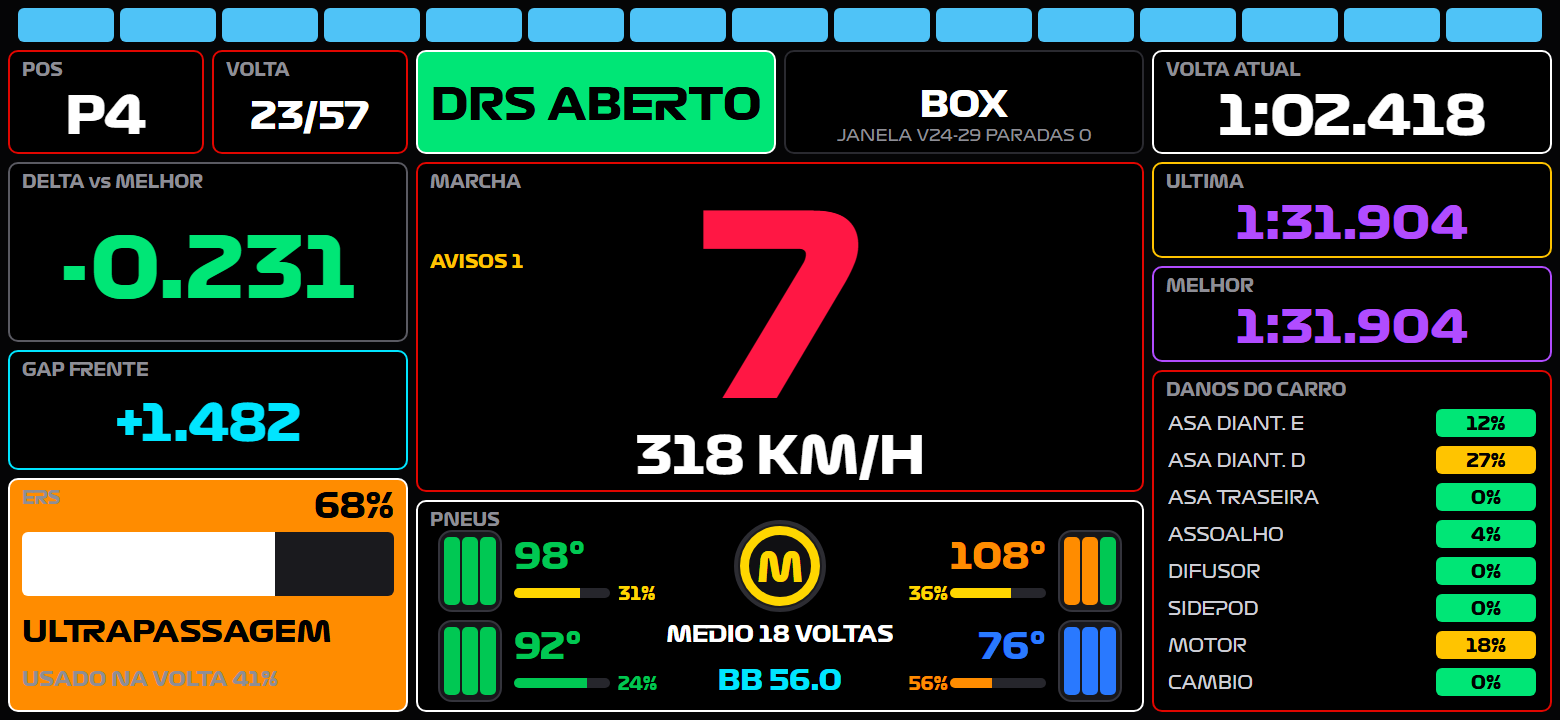 POS
P4
VOLTA
23/57
DRS ABERTO
BOX
JANELA V24-29 PARADAS 0
VOLTA ATUAL
1:02.418
DELTA vs MELHOR
-0.231
GAP FRENTE
+1.482
ERS
68%
ULTRAPASSAGEM
USADO NA VOLTA 41%
MARCHA
AVISOS 1
7
318 KM/H
PNEUS
98°
31%
92°
24%
M
MEDIO 18 VOLTAS
BB 56.0
108°
36%
76°
56%
ULTIMA
1:31.904
MELHOR
1:31.904
DANOS DO CARRO
ASA DIANT. E 12%
ASA DIANT. D 27%
ASA TRASEIRA 0%
ASSOALHO 4%
DIFUSOR 0%
SIDEPOD 0%
MOTOR 18%
CAMBIO 0%